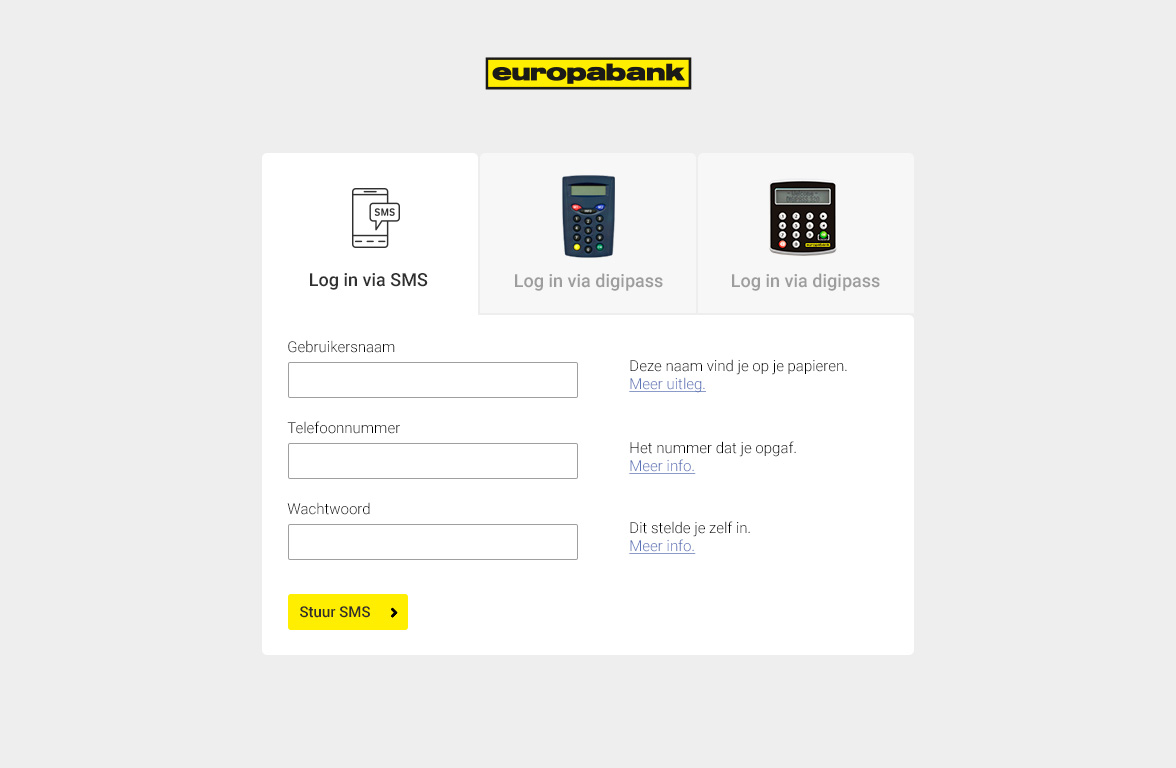 europabank
SMS
Log in via SMS
Log in via digipass
Log in via digipass
Gebruikersnaam
Deze naam vind je op je papieren.
Meer uitleg.
Telefoonnummer
Het nummer dat je opgaf.
Meer info.
Wachtwoord
Dit stelde je zelf in.
Meer info.
Stuur SMS